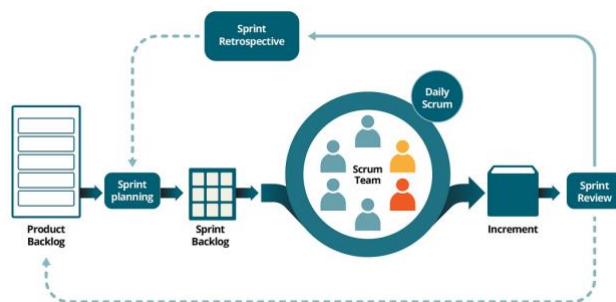 Sprint
Retrospective
Daily
Scrum
Scrum
Team
Sprint
planning
Sprint
Review
Product
Backlog
Sprint
Backlog
Increment